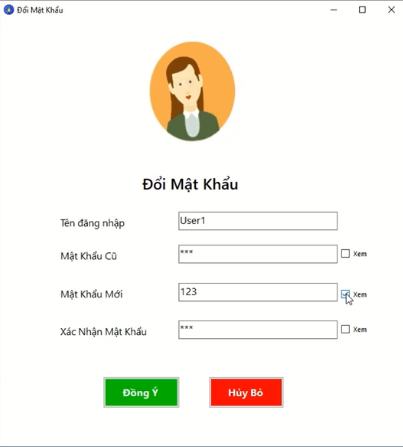 Đổi Mật Khẩu
Đổi Mật Khẩu
Tên đăng nhập User1
Mật Khẩu Cũ *** Xem
Mật Khẩu Mới 123 Xem
Xác Nhận Mật Khẩu *** Xem
Đồng Ý Hủy Bỏ